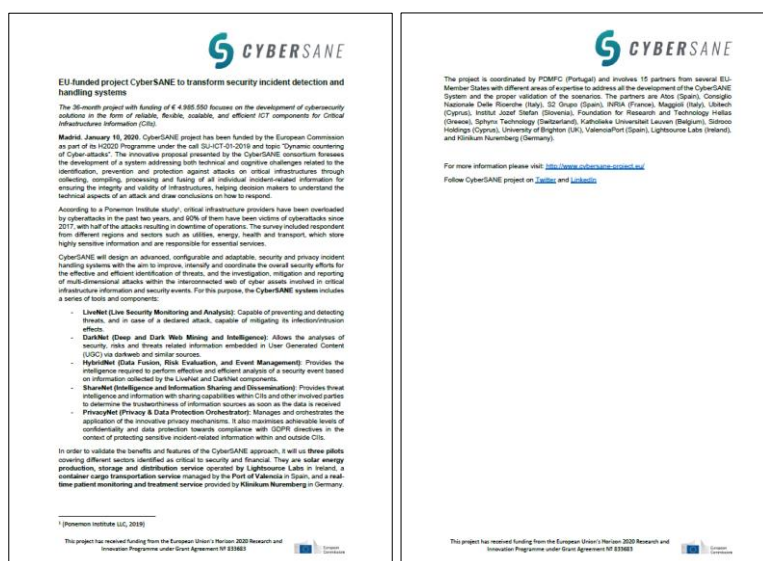 CYBERSANE
EU-funded project CyberSANE to transform security incident detection and
handling systems
The 36-month project with funding of € 4.985.550 focuses on the development of cybersecurity
solutions in the form of reliable, flexible, scalable, and efficient ICT components for Critical
Infrastructures Information (CIIs).
Madrid. January 10, 2020. CyberSANE project has been funded by the European Commission
as part of its H2020 Programme under the call SU-ICT-01-2019 and topic "Dynamic countering
of Cyber-attacks". The innovative proposal presented by the CyberSANE consortium foresees
the development of a system addressing both technical and cognitive challenges related to the
identification, prevention and protection against attacks on critical infrastructures through
collecting, compiling, processing and fusing of all individual incident-related information for
ensuring the integrity and validity of Infrastructures, helping decision makers to understand the
technical aspects of an attack and draw conclusions on how to respond.
According to a Ponemon Institute study¹, critical infrastructure providers have been overloaded
by cyberattacks in the past two years, and 90% of them have been victims of cyberattacks since
2017, with half of the attacks resulting in downtime of operations. The survey included respondent
from different regions and sectors such as utilities, energy, health and transport, which store
highly sensitive information and are responsible for essential services.
CyberSANE will design an advanced, configurable and adaptable, security and privacy incident
handling systems with the aim to improve, intensify and coordinate the overall security efforts for
the effective and efficient identification of threats, and the investigation, mitigation and reporting
of multi-dimensional attacks within the interconnected web of cyber assets involved in critical
infrastructure information and security events. For this purpose, the CyberSANE system includes
a series of tools and components:
- LiveNet (Live Security Monitoring and Analysis): Capable of preventing and detecting
threats, and in case of a declared attack, capable of mitigating its infection/intrusion
effects.
- DarkNet (Deep and Dark Web Mining and Intelligence): Allows the analyses of
security, risks and threats related information embedded in User Generated Content
(UGC) via darkweb and similar sources.
- HybridNet (Data Fusion, Risk Evaluation, and Event Management): Provides the
intelligence required to perform effective and efficient analysis of a security event based
on information collected by the LiveNet and DarkNet components.
- ShareNet (Intelligence and Information Sharing and Dissemination): Provides threat
intelligence and information with sharing capabilities within CIIs and other involved parties
to determine the trustworthiness of information sources as soon as the data is received
- PrivacyNet (Privacy & Data Protection Orchestrator): Manages and orchestrates the
application of the innovative privacy mechanisms. It also maximises achievable levels of
confidentiality and data protection towards compliance with GDPR directives in the
context of protecting sensitive incident-related information within and outside CIIs.
In order to validate the benefits and features of the CyberSANE approach, it will us three pilots
covering different sectors identified as critical to security and financial. They are solar energy
production, storage and distribution service operated by Lightsource Labs in Ireland, a
container cargo transportation service managed by the Port of Valencia in Spain, and a real-
time patient monitoring and treatment service provided by Klinikum Nuremberg in Germany.
¹ (Ponemon Institute LLC, 2019)
This project has received funding from the European Union's Horizon 2020 Research and
Innovation Programme under Grant Agreement Nº 833683
European
Commission
CYBERSANE
The project is coordinated by PDMFC (Portugal) and involves 15 partners from several EU-
Member States with different areas of expertise to address all the development of the CyberSANE
System and the proper validation of the scenarios. The partners are Atos (Spain), Consiglio
Nazionale Delle Ricerche (Italy), S2 Grupo (Spain), INRIA (France), Maggioli (Italy), Ubitech
(Cyprus), Institut Jozef Stefan (Slovenia), Foundation for Research and Technology Hellas
(Greece), Sphynx Technology (Switzerland), Katholieke Universiteit Leuven (Belgium), Sidroco
Holdings (Cyprus), University of Brighton (UK), ValenciaPort (Spain), Lightsource Labs (Ireland),
and Klinikum Nuremberg (Germany).
For more information please visit: http://www.cybersane-project.eu/
Follow CyberSANE project on Twitter and LinkedIn
This project has received funding from the European Union's Horizon 2020 Research and
Innovation Programme under Grant Agreement Nº 833683
European
Commission